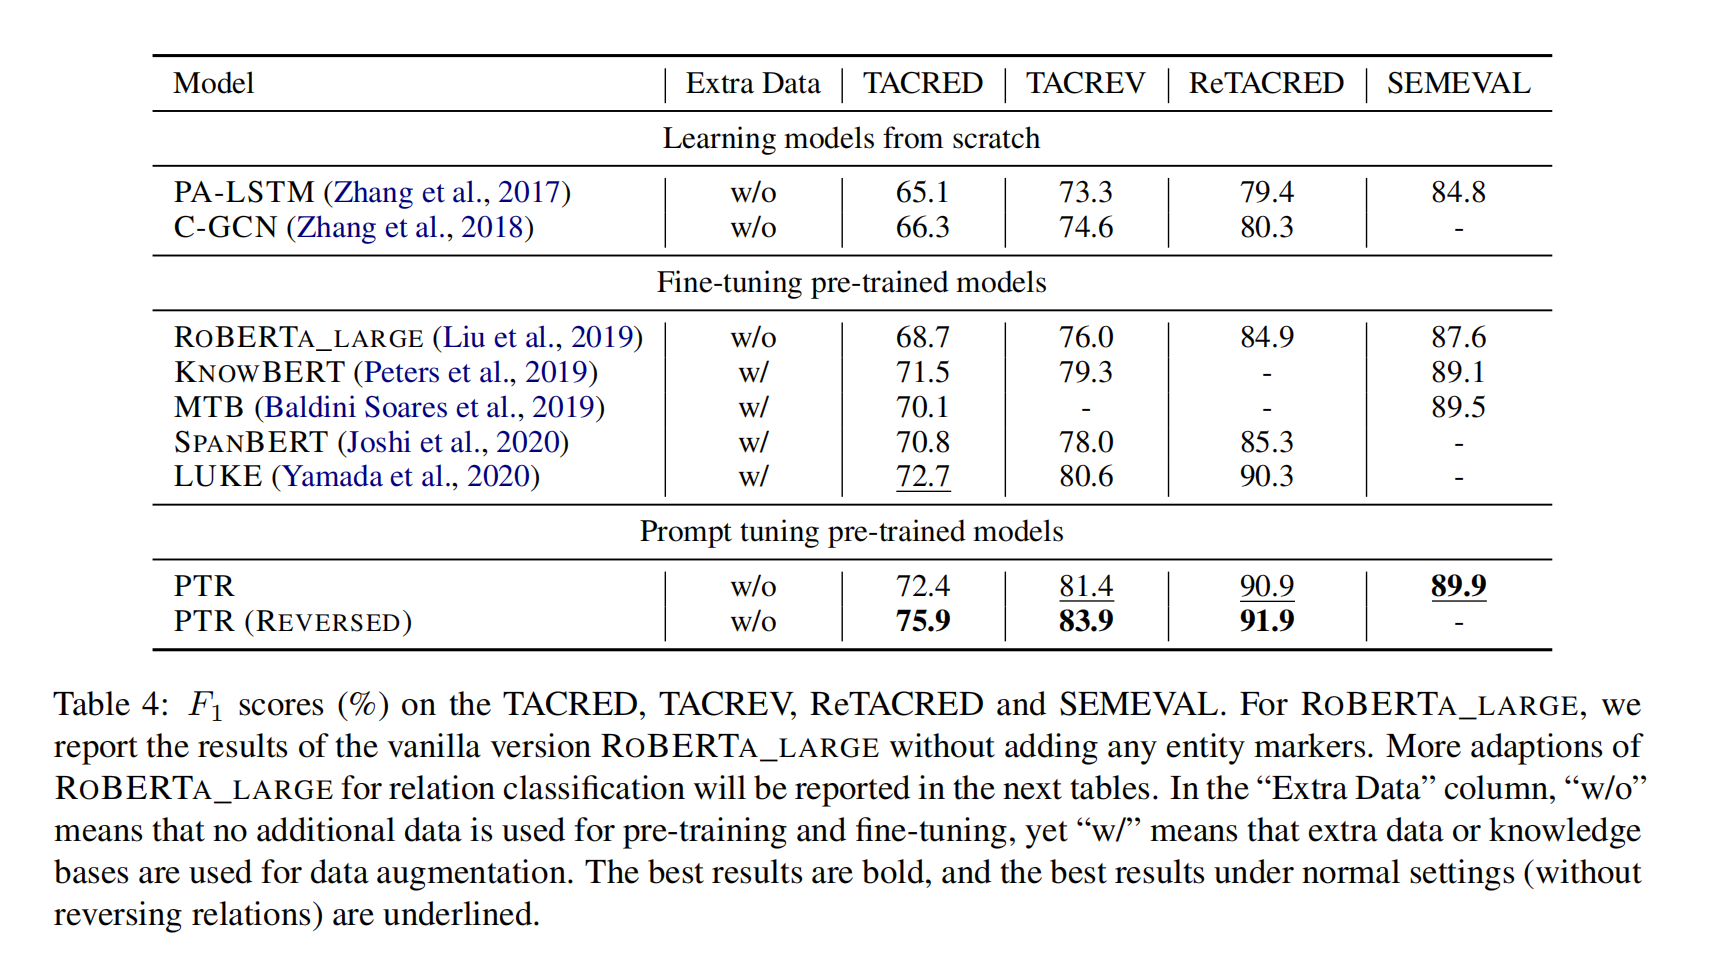 Model Extra Data TACRED TACREV ReTACRED SEMEVAL
Learning models from scratch
PA-LSTM (Zhang et al., 2017) w/o 65.1 73.3 79.4 84.8
C-GCN (Zhang et al., 2018) w/o 66.3 74.6 80.3 -
Fine-tuning pre-trained models
ROBERTA_LARGE (Liu et al., 2019) w/o 68.7 76.0 84.9 87.6
KNOWBERT (Peters et al., 2019) w/ 71.5 79.3 - 89.1
MTB (Baldini Soares et al., 2019) w/ 70.1 - - 89.5
SPANBERT (Joshi et al., 2020) w/ 70.8 78.0 85.3 -
LUKE (Yamada et al., 2020) w/ 72.7 80.6 90.3 -
Prompt tuning pre-trained models
PTR w/o 72.4 81.4 90.9 89.9
PTR (REVERSED) w/o 75.9 83.9 91.9 -
Table 4: F1 scores (%) on the TACRED, TACREV, ReTACRED and SEMEVAL. For ROBERTA_LARGE, we
report the results of the vanilla version ROBERTA_LARGE without adding any entity markers. More adaptions of
ROBERTA_LARGE for relation classification will be reported in the next tables. In the “Extra Data” column, “w/o”
means that no additional data is used for pre-training and fine-tuning, yet “w/” means that extra data or knowledge
bases are used for data augmentation. The best results are bold, and the best results under normal settings (without
reversing relations) are underlined.